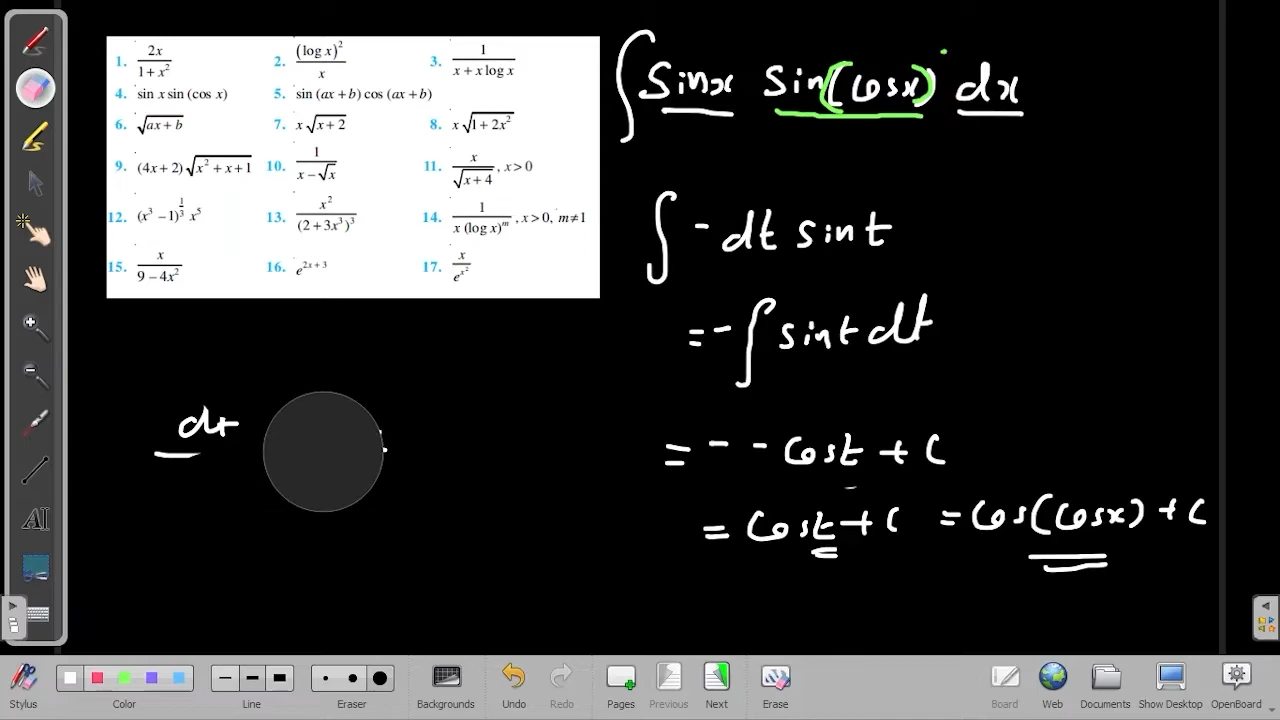 1. 2x/(1 + x²) 2. (log x)²/x 3. 1/(x + x log x)
4. sin x sin (cos x) 5. sin (ax + b) cos (ax + b)
6. √(ax + b) 7. x√(x + 2) 8. x√(1 + 2x²)
9. (4x + 2) √(x² + x + 1) 10. 1/(x – √x) 11. x/√(x + 4), x > 0
12. (x³ – 1)^(1/3) x⁵ 13. x²/(2 + 3x³)³ 14. 1/(x (log x)^m), x > 0, m ≠ 1
15. x/(9 – 4x²) 16. e^(2x + 3) 17. x/e^(x²)
∫ Sinx Sin(Cosx) dx
∫ - dt sint
= - ∫ sint dt
= - - Cost + C
= Cost + C = Cos(Cosx) + C
AI
Stylus Color Line Eraser Backgrounds Undo Redo Pages Previous Next Erase Board Web Documents Show Desktop OpenBoard